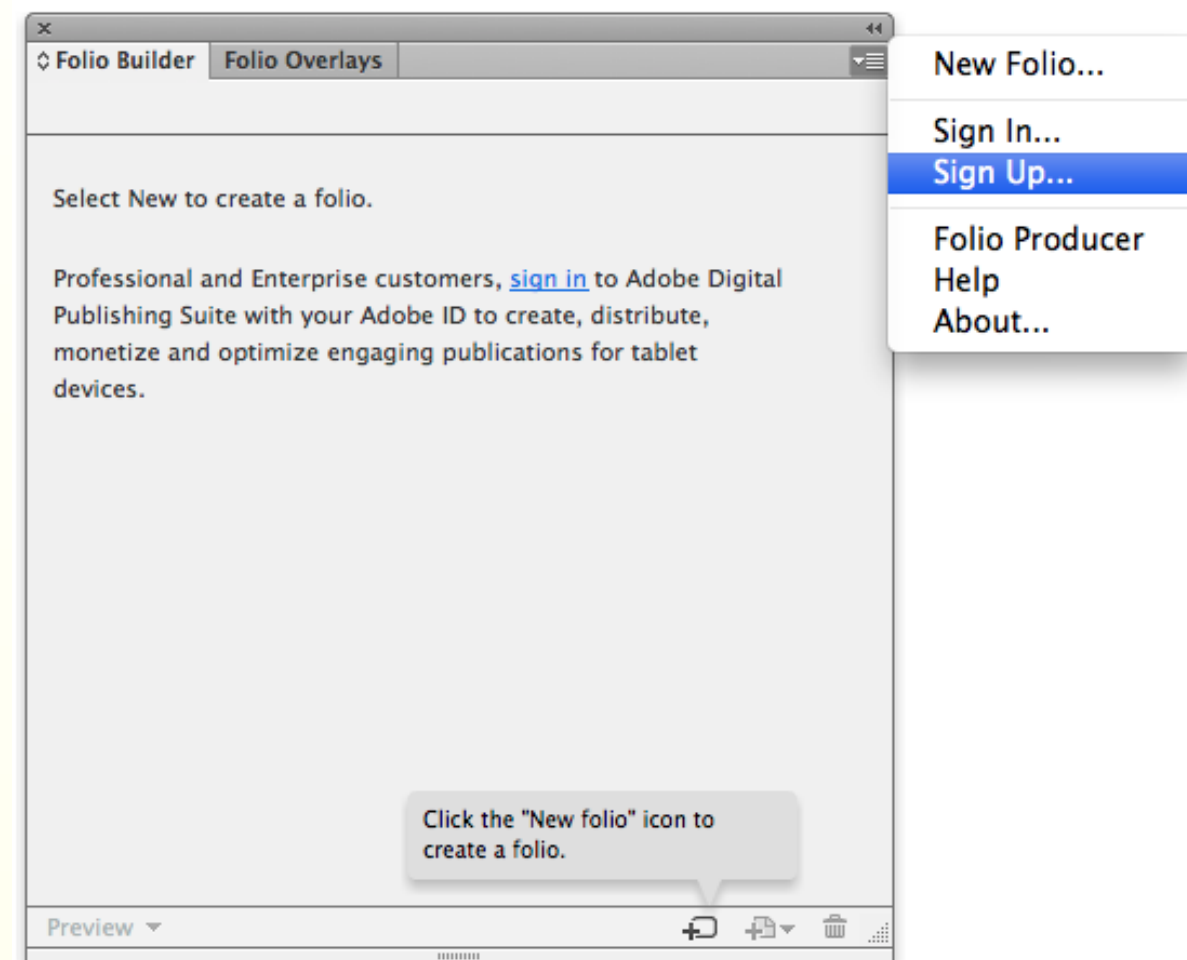 Folio Builder Folio Overlays
New Folio...
Sign In...
Sign Up...
Folio Producer
Help
About...
Select New to create a folio.
Professional and Enterprise customers, sign in to Adobe Digital
Publishing Suite with your Adobe ID to create, distribute,
monetize and optimize engaging publications for tablet
devices.
Click the "New folio" icon to
create a folio.
Preview